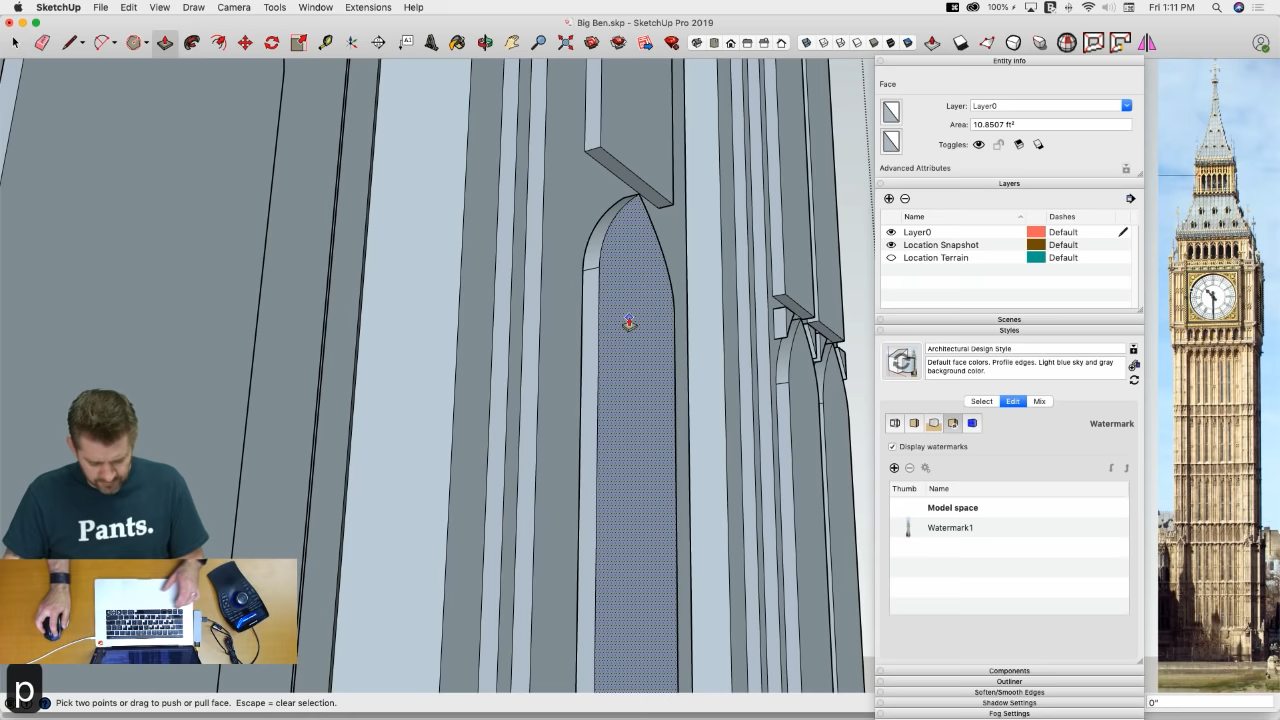 SketchUp File Edit View Draw Camera Tools Window Extensions Help 100% Fri 1:11 PM
Big Ben.skp - SketchUp Pro 2019
Entity Info
Face
Layer: Layer0
Area: 10.8507 ft²
Toggles:
Advanced Attributes
Layers
Name Dashes
Layer0 Default
Location Snapshot Default
Location Terrain Default
Scenes
Styles
Architectural Design Style
Default face colors. Profile edges. Light blue sky and gray
background color.
Select Edit Mix
Watermark
Display watermarks
Thumb Name
Model space
Watermark1
Pants.
Components
Outliner
Soften/Smooth Edges
Shadow Settings
Fog Settings
p
Pick two points or drag to push or pull face. Escape = clear selection.
0"